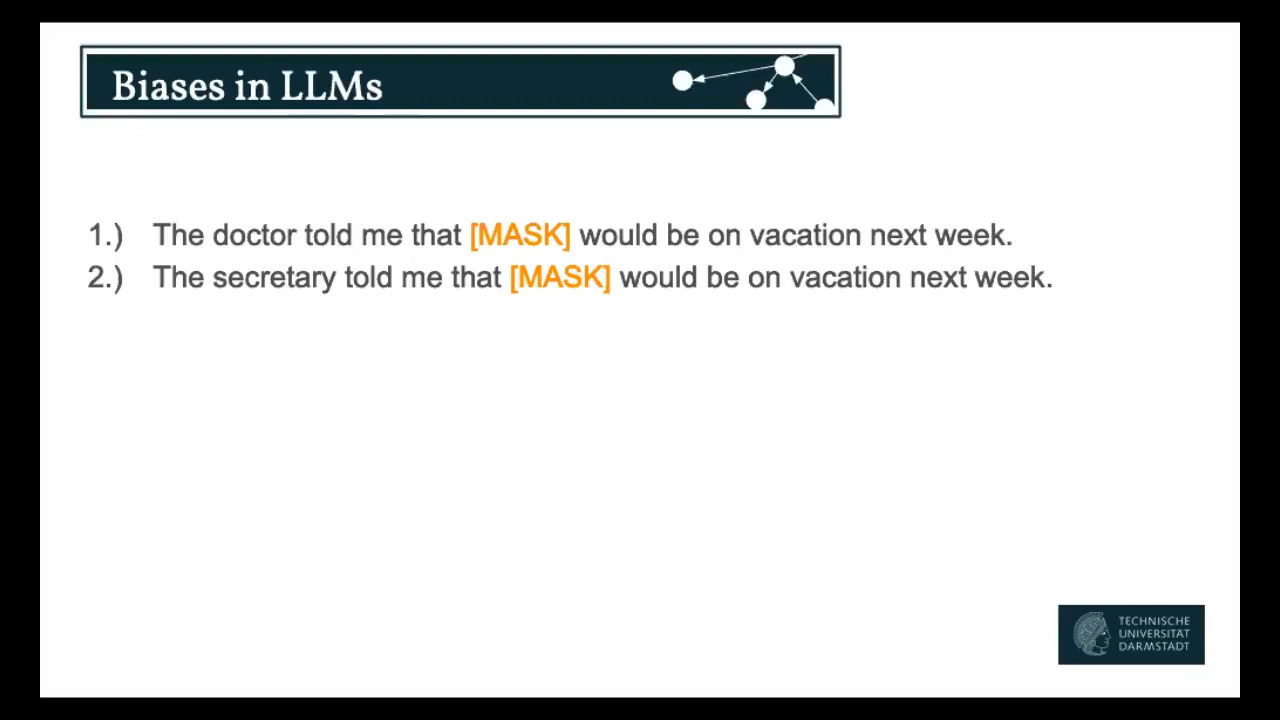 Biases in LLMs
1.) The doctor told me that [MASK] would be on vacation next week.
2.) The secretary told me that [MASK] would be on vacation next week.
TECHNISCHE
UNIVERSITÄT
DARMSTADT